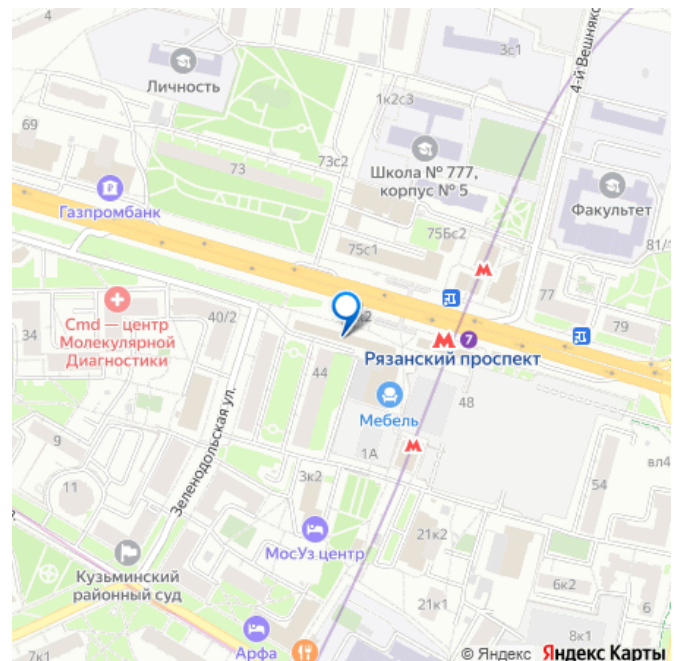 4
3с1
4-й Вешняко
Личность
1к2с3
69
73
73с2
Школа № 777,
корпус № 5
Факультет
Газпромбанк
75с1
75Бс2
81/
77
79
40/2
34
Cmd — центр
Молекулярной
Диагностики
7
Рязанский проспект
44
Мебель
48
Зеленодольская ул.
9
11
1А
3к2
54
вл4
МосУз центр
21к2
Кузьминский
районный суд
6к2
6
21к1
8к1
7к1
Арфа
© Яндекс Яндекс Карты